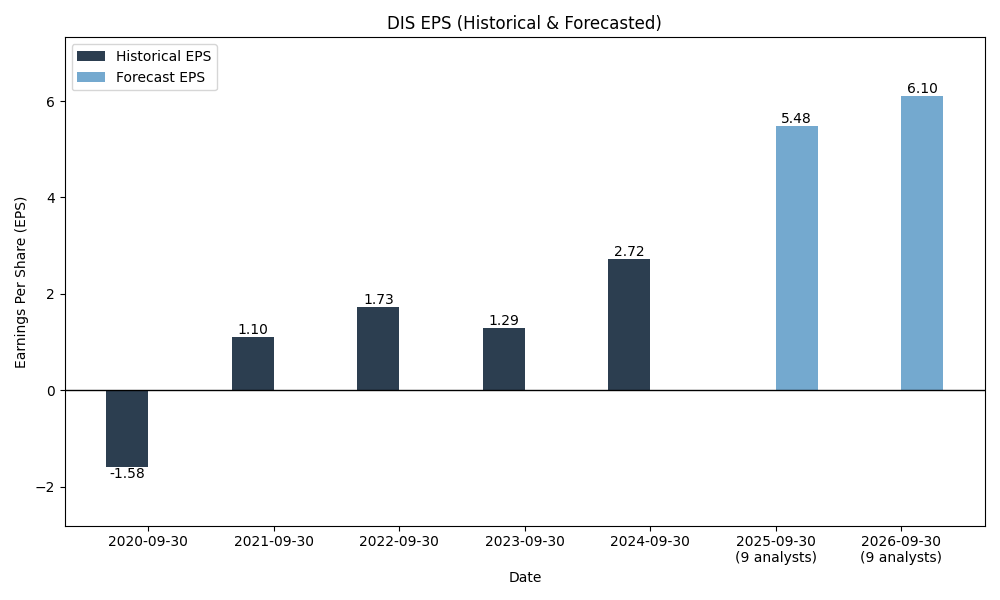 DIS EPS (Historical & Forecasted)
Historical EPS
Forecast EPS
Earnings Per Share (EPS)
6
4
2
0
−2
-1.58
1.10
1.73
1.29
2.72
5.48
6.10
2020-09-30
2021-09-30
2022-09-30
2023-09-30
2024-09-30
2025-09-30
(9 analysts)
2026-09-30
(9 analysts)
Date